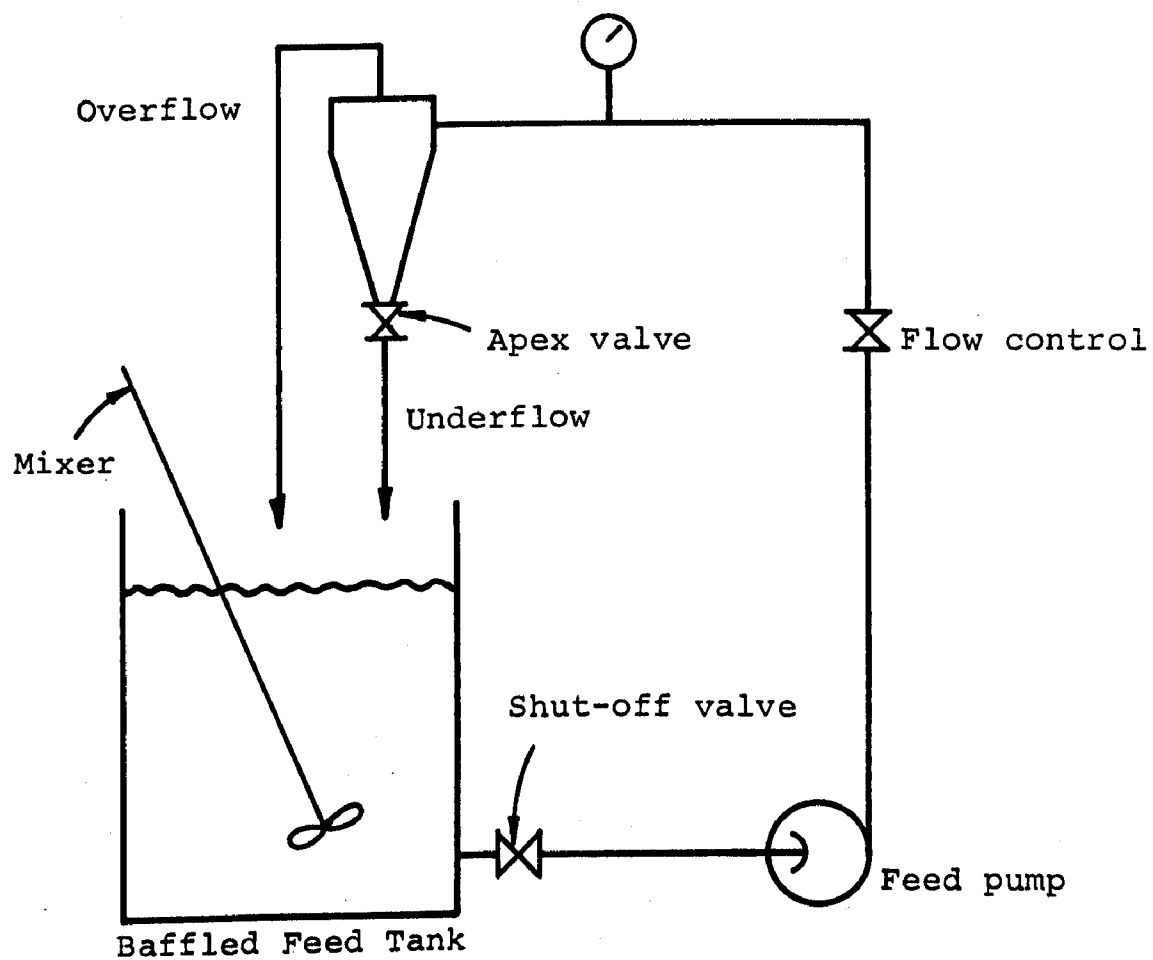 Overflow
Apex valve
Flow control
Underflow
Mixer
Shut-off valve
Feed pump
Baffled Feed Tank